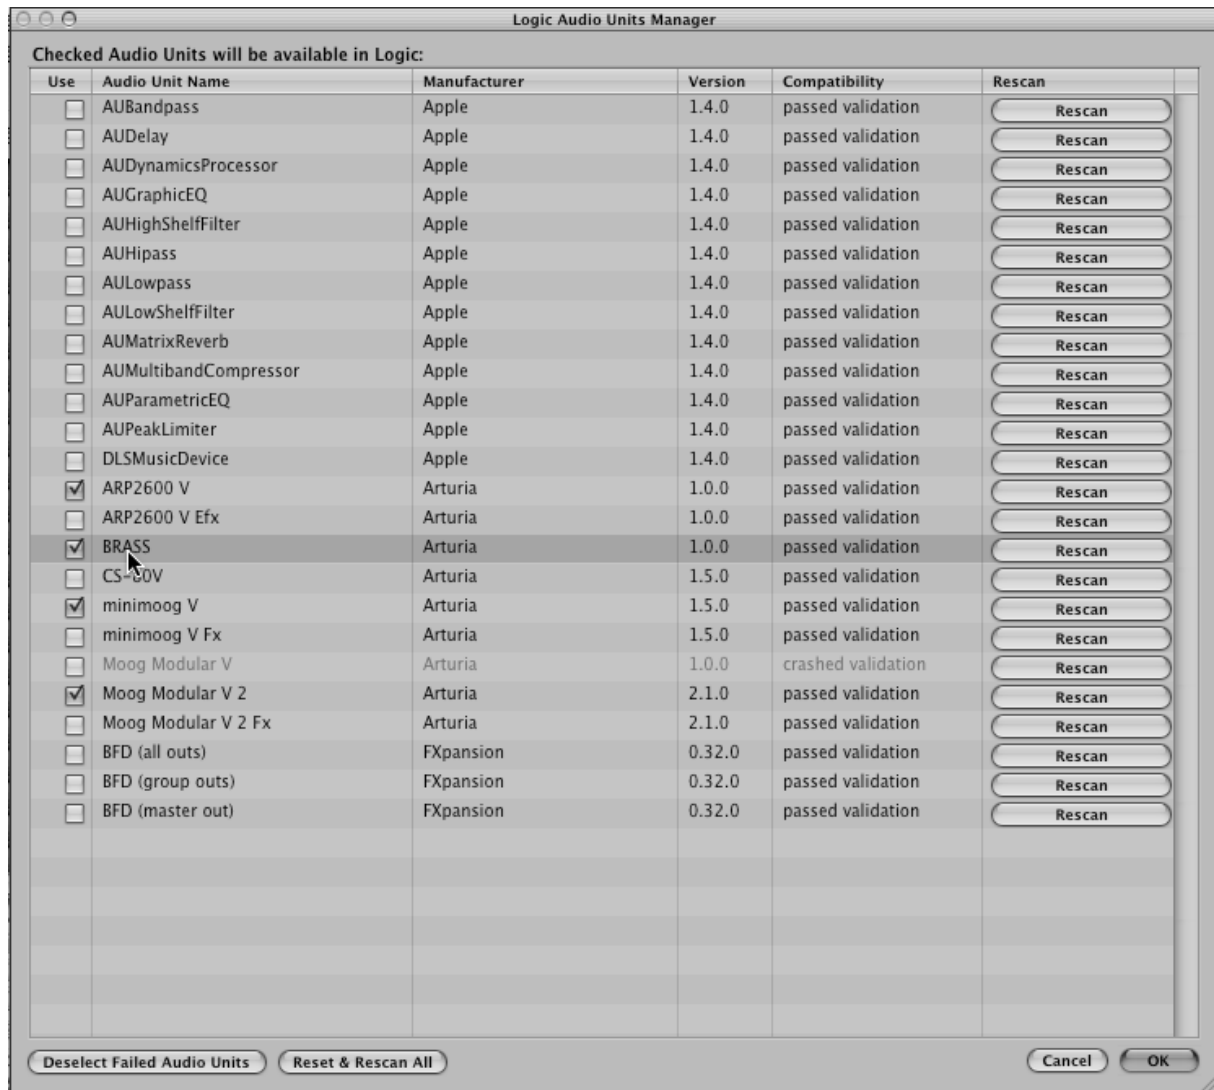 Logic Audio Units Manager
Checked Audio Units will be available in Logic:
Use Audio Unit Name Manufacturer Version Compatibility Rescan
AUBandpass Apple 1.4.0 passed validation Rescan
AUDelay Apple 1.4.0 passed validation Rescan
AUDynamicsProcessor Apple 1.4.0 passed validation Rescan
AUGraphicEQ Apple 1.4.0 passed validation Rescan
AUHighShelfFilter Apple 1.4.0 passed validation Rescan
AUHipass Apple 1.4.0 passed validation Rescan
AULowpass Apple 1.4.0 passed validation Rescan
AULowShelfFilter Apple 1.4.0 passed validation Rescan
AUMatrixReverb Apple 1.4.0 passed validation Rescan
AUMultibandCompressor Apple 1.4.0 passed validation Rescan
AUParametricEQ Apple 1.4.0 passed validation Rescan
AUPeakLimiter Apple 1.4.0 passed validation Rescan
DLSMusicDevice Apple 1.4.0 passed validation Rescan
ARP2600 V Arturia 1.0.0 passed validation Rescan
ARP2600 V Efx Arturia 1.0.0 passed validation Rescan
BRASS Arturia 1.0.0 passed validation Rescan
CS-80V Arturia 1.5.0 passed validation Rescan
minimoog V Arturia 1.5.0 passed validation Rescan
minimoog V Fx Arturia 1.5.0 passed validation Rescan
Moog Modular V Arturia 1.0.0 crashed validation Rescan
Moog Modular V 2 Arturia 2.1.0 passed validation Rescan
Moog Modular V 2 Fx Arturia 2.1.0 passed validation Rescan
BFD (all outs) FXpansion 0.32.0 passed validation Rescan
BFD (group outs) FXpansion 0.32.0 passed validation Rescan
BFD (master out) FXpansion 0.32.0 passed validation Rescan
Deselect Failed Audio Units Reset & Rescan All Cancel OK